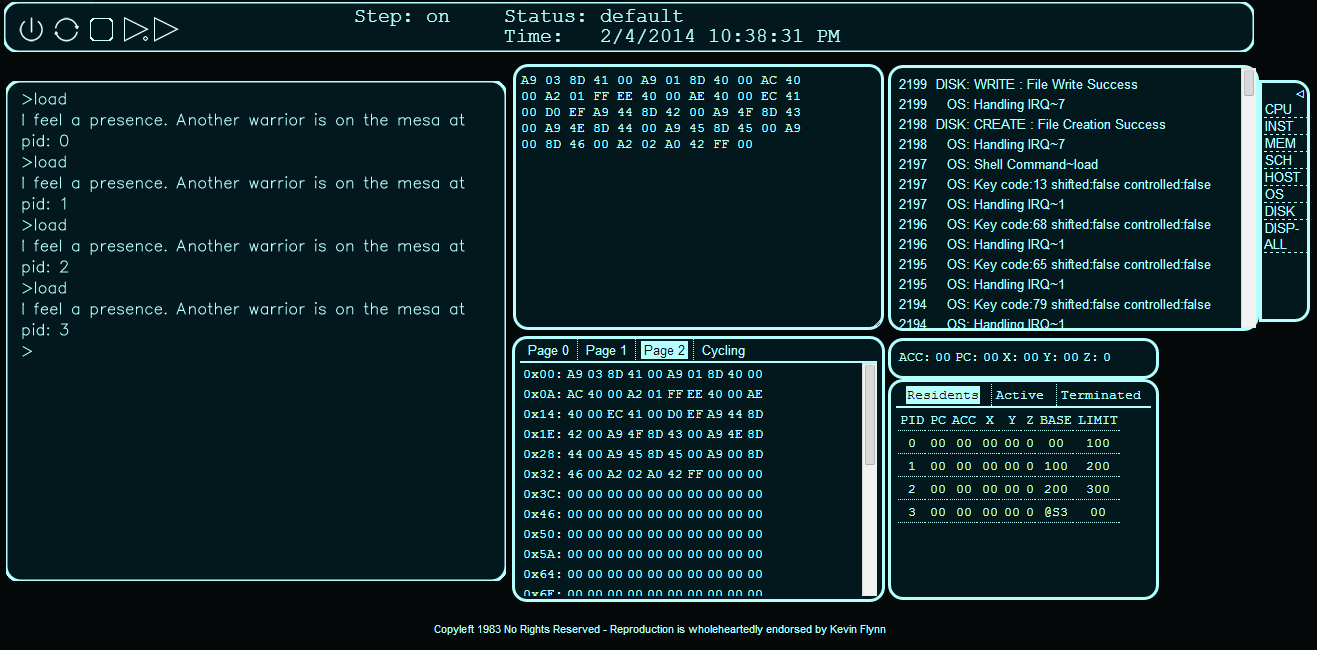 Step: on
Status: default
Time: 2/4/2014 10:38:31 PM
>load
I feel a presence. Another warrior is on the mesa at
pid: 0
>load
I feel a presence. Another warrior is on the mesa at
pid: 1
>load
I feel a presence. Another warrior is on the mesa at
pid: 2
>load
I feel a presence. Another warrior is on the mesa at
pid: 3
>
A9 03 8D 41 00 A9 01 8D 40 00 AC 40
00 A2 01 FF EE 40 00 AE 40 00 EC 41
00 D0 EF A9 44 8D 42 00 A9 4F 8D 43
00 A9 4E 8D 44 00 A9 45 8D 45 00 A9
00 8D 46 00 A2 02 A0 42 FF 00
2199 DISK: WRITE : File Write Success
2199 OS: Handling IRQ~7
2198 DISK: CREATE : File Creation Success
2198 OS: Handling IRQ~7
2197 OS: Shell Command~load
2197 OS: Key code:13 shifted:false controlled:false
2197 OS: Handling IRQ~1
2196 OS: Key code:68 shifted:false controlled:false
2196 OS: Handling IRQ~1
2195 OS: Key code:65 shifted:false controlled:false
2195 OS: Handling IRQ~1
2194 OS: Key code:79 shifted:false controlled:false
2194 OS: Handling IRQ~1
CPU
INST
MEM
SCH
HOST
OS
DISK
DISP-
ALL
Page 0 Page 1 Page 2 Cycling
0x00: A9 03 8D 41 00 A9 01 8D 40 00
0x0A: AC 40 00 A2 01 FF EE 40 00 AE
0x14: 40 00 EC 41 00 D0 EF A9 44 8D
0x1E: 42 00 A9 4F 8D 43 00 A9 4E 8D
0x28: 44 00 A9 45 8D 45 00 A9 00 8D
0x32: 46 00 A2 02 A0 42 FF 00 00 00
0x3C: 00 00 00 00 00 00 00 00 00 00
0x46: 00 00 00 00 00 00 00 00 00 00
0x50: 00 00 00 00 00 00 00 00 00 00
0x5A: 00 00 00 00 00 00 00 00 00 00
0x64: 00 00 00 00 00 00 00 00 00 00
0x6E: 00 00 00 00 00 00 00 00 00 00
ACC: 00 PC: 00 X: 00 Y: 00 Z: 0
Residents Active Terminated
PID PC ACC X Y Z BASE LIMIT
0 00 00 00 00 0 00 100
1 00 00 00 00 0 100 200
2 00 00 00 00 0 200 300
3 00 00 00 00 0 @S3 00
Copyleft 1983 No Rights Reserved - Reproduction is wholeheartedly endorsed by Kevin Flynn